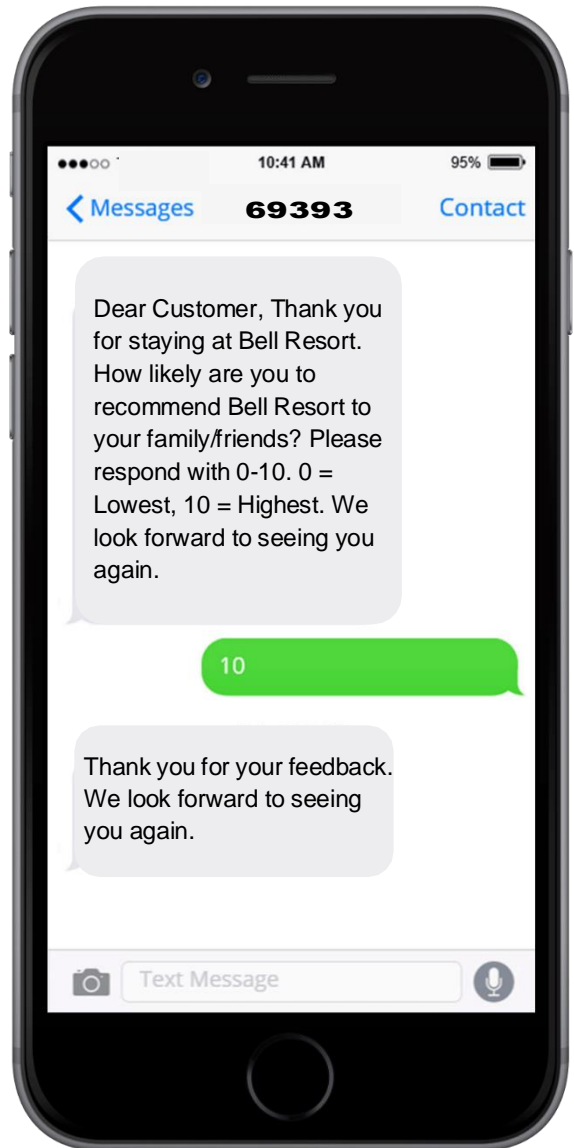 10:41 AM 95%
Messages 69393 Contact
Dear Customer, Thank you
for staying at Bell Resort.
How likely are you to
recommend Bell Resort to
your family/friends? Please
respond with 0-10. 0 =
Lowest, 10 = Highest. We
look forward to seeing you
again.
10
Thank you for your feedback.
We look forward to seeing
you again.
Text Message